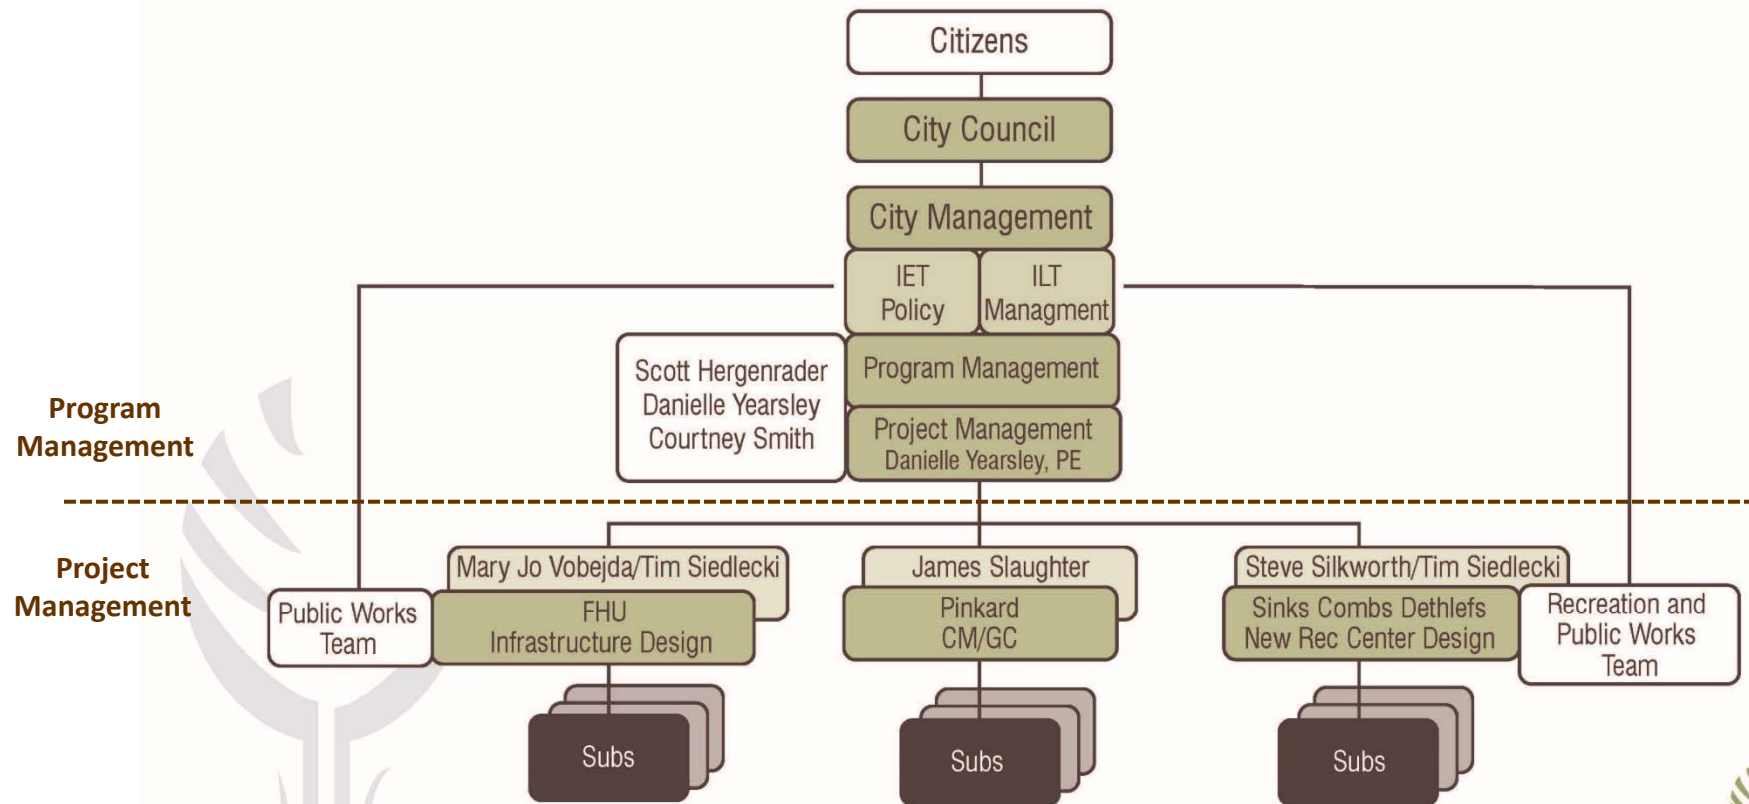 Citizens
City Council
City Management
IET
Policy
ILT
Managment
Scott Hergenrader
Danielle Yearsley
Courtney Smith
Program Management
Project Management
Danielle Yearsley, PE
Program
Management
Project
Management
Mary Jo Vobejda/Tim Siedlecki
FHU
Infrastructure Design
Public Works
Team
James Slaughter
Pinkard
CM/GC
Steve Silkworth/Tim Siedlecki
Sinks Combs Dethlefs
New Rec Center Design
Recreation and
Public Works
Team
Subs
Subs
Subs